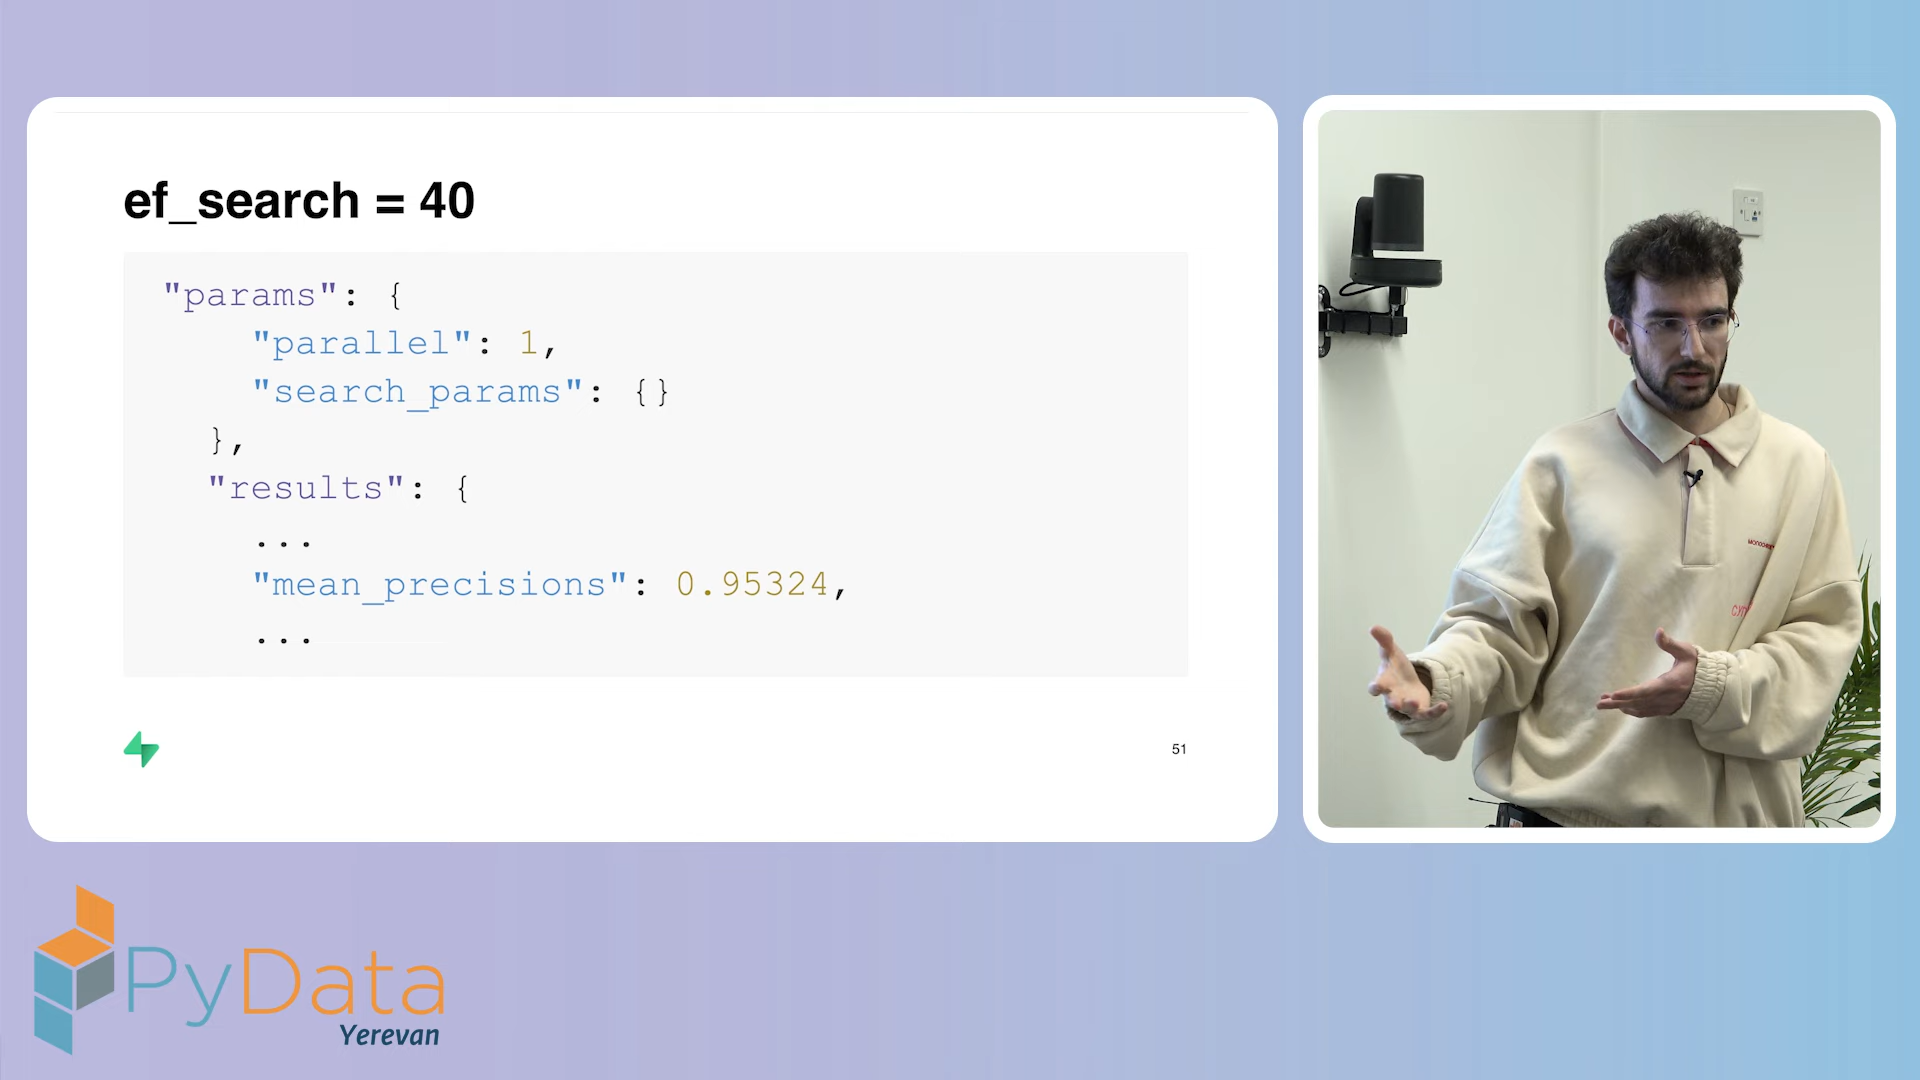 ef_search = 40
"params": {
"parallel": 1,
"search_params": {}
},
"results": {
...
"mean_precisions": 0.95324,
...
51
PyData
Yerevan